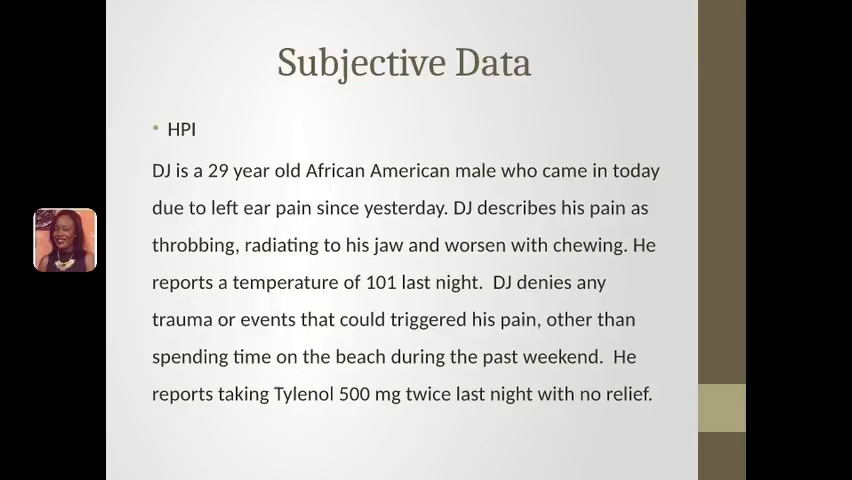 Subjective Data
• HPI
DJ is a 29 year old African American male who came in today
due to left ear pain since yesterday. DJ describes his pain as
throbbing, radiating to his jaw and worsen with chewing. He
reports a temperature of 101 last night.  DJ denies any
trauma or events that could triggered his pain, other than
spending time on the beach during the past weekend.  He
reports taking Tylenol 500 mg twice last night with no relief.